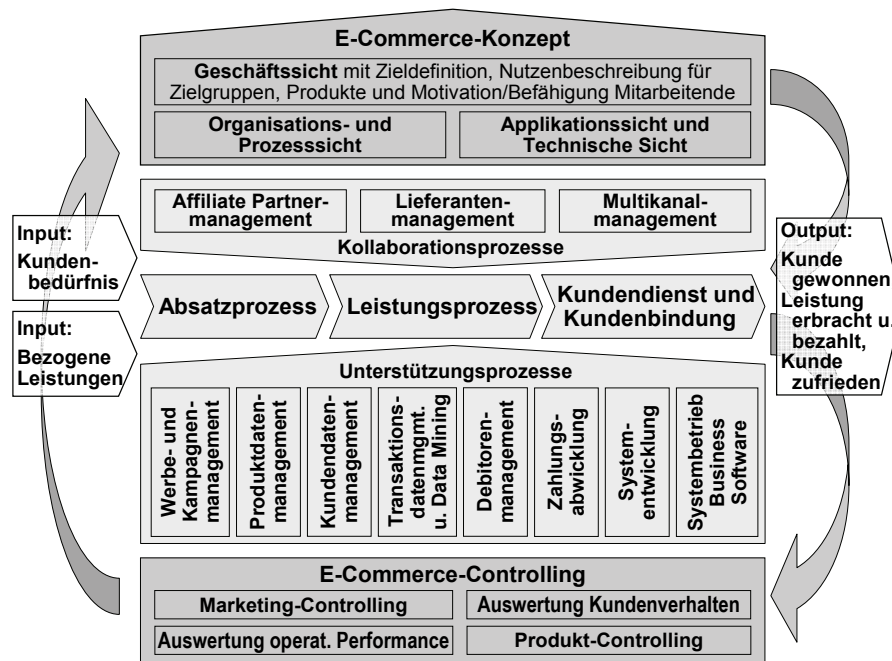 E-Commerce-Konzept
Geschäftssicht mit Zieldefinition, Nutzenbeschreibung für
Zielgruppen, Produkte und Motivation/Befähigung Mitarbeitende
Organisations- und
Prozesssicht
Applikationssicht und
Technische Sicht
Affiliate Partner-
management
Lieferanten-
management
Multikanal-
management
Kollaborationsprozesse
Input:
Kunden-
bedürfnis
Input:
Bezogene
Leistungen
Absatzprozess
Leistungsprozess
Kundendienst und
Kundenbindung
Output:
Kunde
gewonnen
Leistung
erbracht u.
bezahlt,
Kunde
zufrieden
Unterstützungsprozesse
Werbe- und
Kampagnen-
management
Produktdaten-
management
Kundendaten-
management
Transaktions-
datenmgmt.
u. Data Mining
Debitoren-
management
Zahlungs-
abwicklung
System-
entwicklung
Systembetrieb
Business
Software
E-Commerce-Controlling
Marketing-Controlling
Auswertung Kundenverhalten
Auswertung operat. Performance
Produkt-Controlling